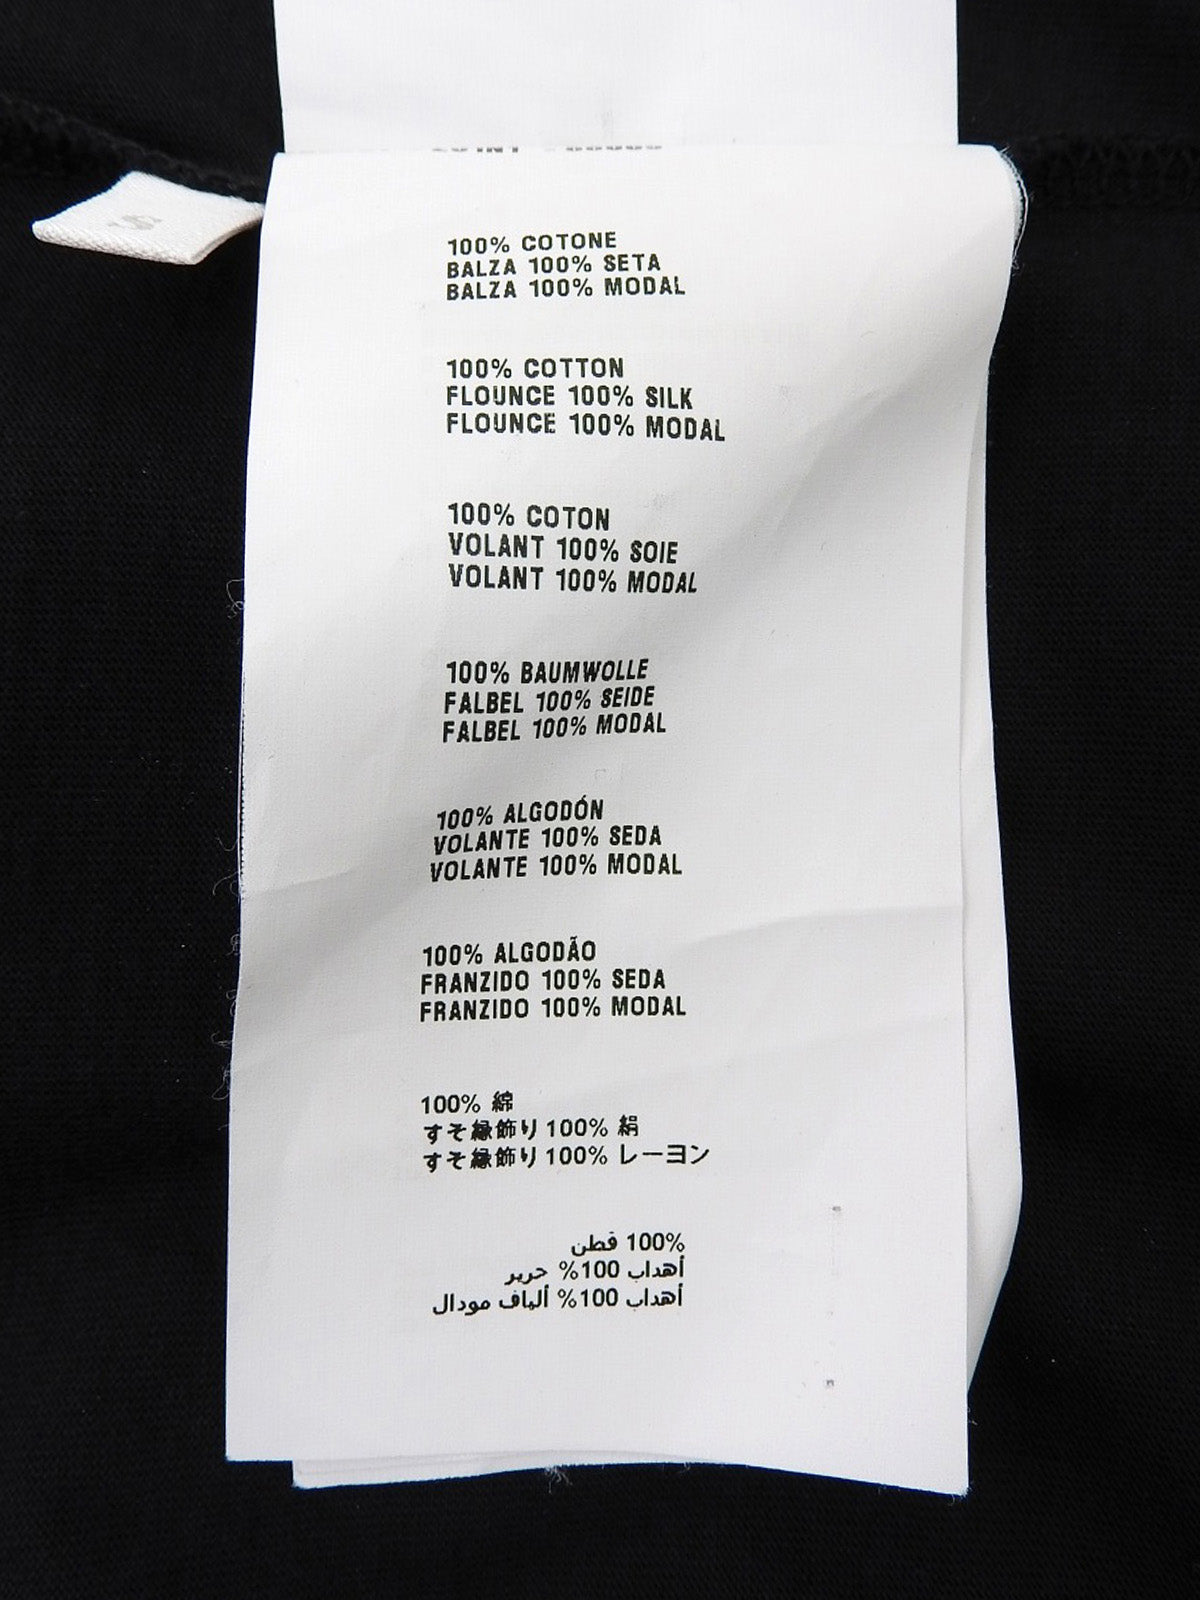 S
100% COTONE
BALZA 100% SETA
BALZA 100% MODAL
100% COTTON
FLOUNCE 100% SILK
FLOUNCE 100% MODAL
100% COTON
VOLANT 100% SOIE
VOLANT 100% MODAL
100% BAUMWOLLE
FALBEL 100% SEIDE
FALBEL 100% MODAL
100% ALGODÓN
VOLANTE 100% SEDA
VOLANTE 100% MODAL
100% ALGODÃO
FRANZIDO 100% SEDA
FRANZIDO 100% MODAL
100% 綿
すそ縁飾り 100% 絹
すそ縁飾り 100% レーヨン
100% قطن
أهداب 100% حرير
أهداب 100% ألياف مودال